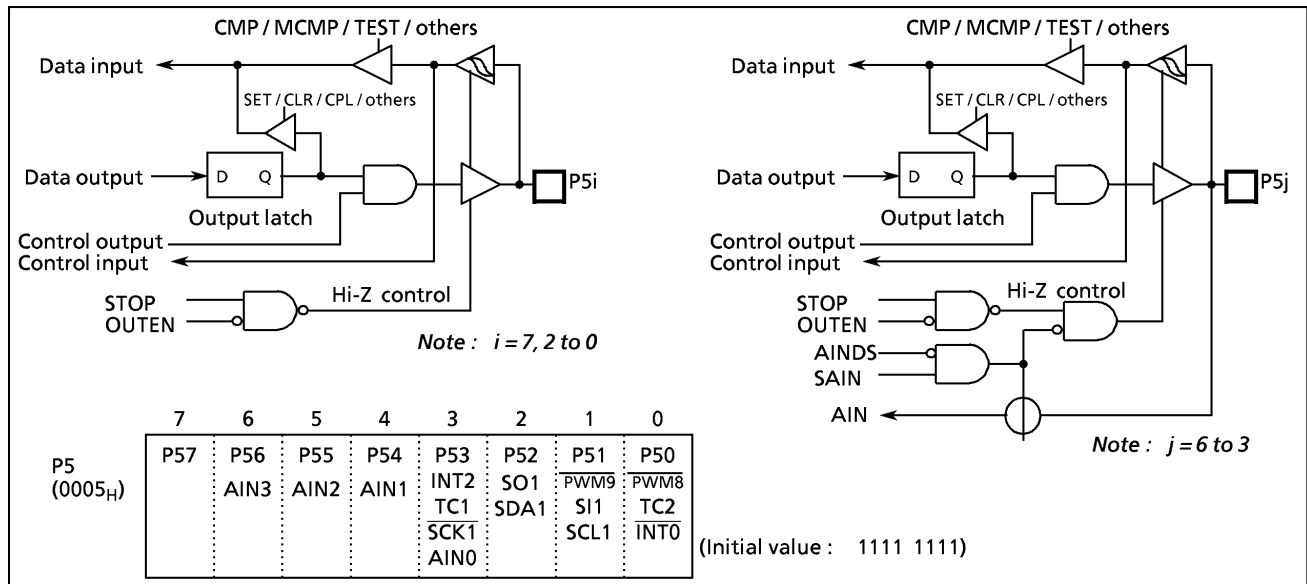 CMP / MCMP / TEST / others
Data input
SET / CLR / CPL / others
Data output
D Q
P5i
Output latch
Control output
Control input
STOP
OUTEN
Hi-Z control
Note : i = 7, 2 to 0
CMP / MCMP / TEST / others
Data input
SET / CLR / CPL / others
Data output
D Q
P5j
Output latch
Control output
Control input
STOP
OUTEN
Hi-Z control
AINDS
SAIN
AIN
Note : j = 6 to 3
7 6 5 4 3 2 1 0
P5
(0005H)
P57 P56 P55 P54 P53 P52 P51 P50
AIN3 AIN2 AIN1 INT2 SO1 PWM9 PWM8
TC1 SDA1 SI1 TC2
SCK1 SCL1 INT0
AIN0
(Initial value : 1111 1111)